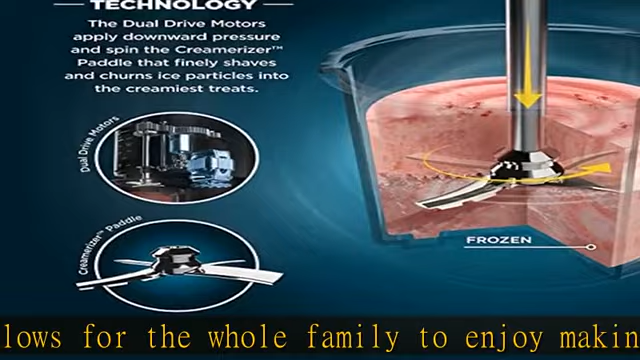 TECHNOLOGY
The Dual Drive Motors
apply downward pressure
and spin the Creamerizer™
Paddle that finely shaves
and churns ice particles into
the creamiest treats.
Dual Drive Motors
Creamerizer™ Paddle
FROZEN
lows for the whole family to enjoy makin